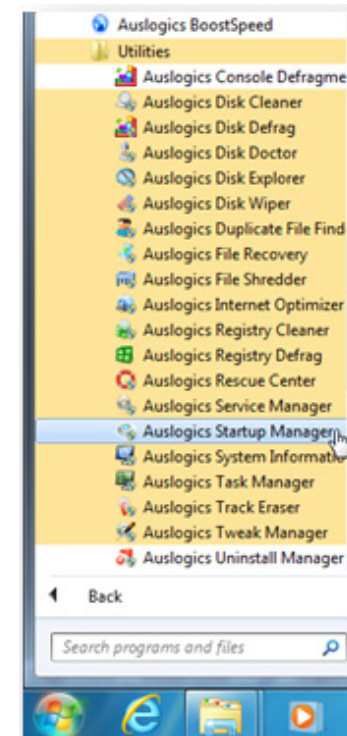 Auslogics BoostSpeed
Utilities
Auslogics Console Defragme
Auslogics Disk Cleaner
Auslogics Disk Defrag
Auslogics Disk Doctor
Auslogics Disk Explorer
Auslogics Disk Wiper
Auslogics Duplicate File Find
Auslogics File Recovery
Auslogics File Shredder
Auslogics Internet Optimizer
Auslogics Registry Cleaner
Auslogics Registry Defrag
Auslogics Rescue Center
Auslogics Service Manager
Auslogics Startup Manager
Auslogics System Informatio
Auslogics Task Manager
Auslogics Track Eraser
Auslogics Tweak Manager
Auslogics Uninstall Manager
Back
Search programs and files